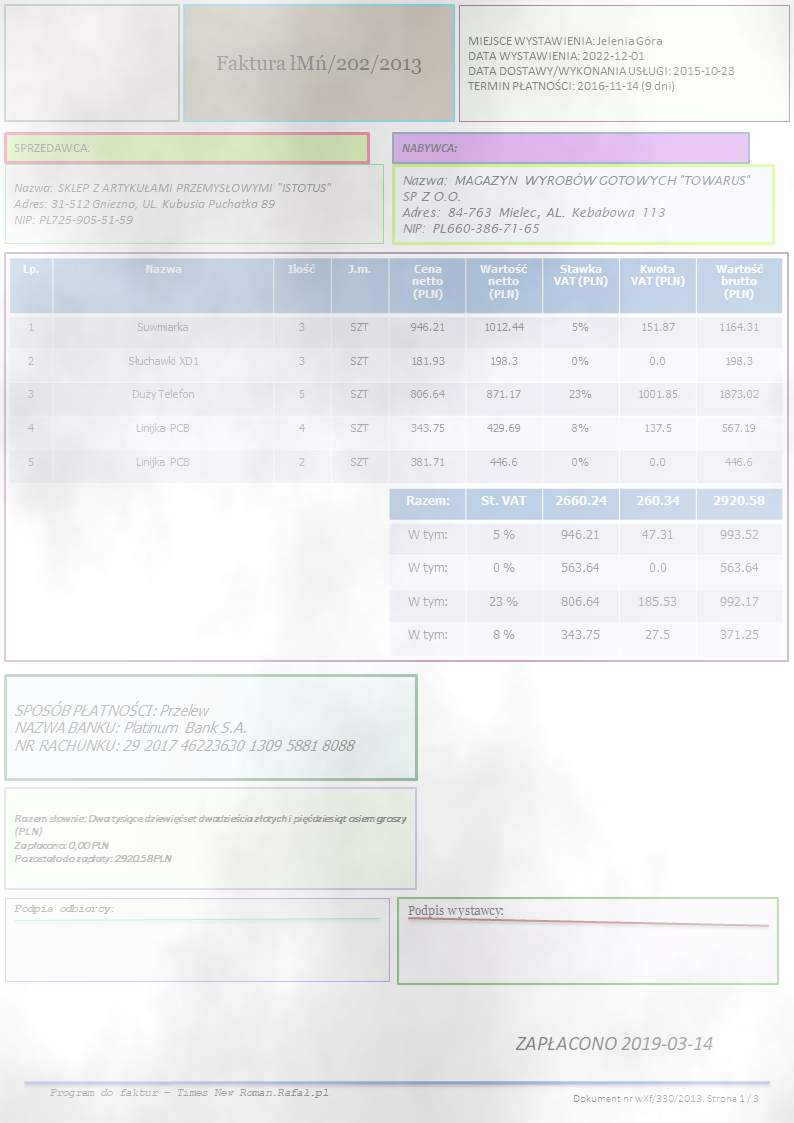 Faktura łMń/202/2013
MIEJSCE WYSTAWIENIA: Jelenia Góra
DATA WYSTAWIENIA: 2022-12-01
DATA DOSTAWY/WYKONANIA USŁUGI: 2015-10-23
TERMIN PŁATNOŚCI: 2016-11-14 (9 dni)
SPRZEDAWCA:
Nazwa: SKLEP Z ARTYKUŁAMI PRZEMYSŁOWYMI "ISTOTUS"
Adres: 31-512 Gniezno, UL. Kubusia Puchatka 89
NIP: PL725-905-51-59
NABYWCA:
Nazwa: MAGAZYN WYROBÓW GOTOWYCH "TOWARUS"
SP Z O.O.
Adres: 84-763 Mielec, AL. Kebabowa 113
NIP: PL660-386-71-65
Lp. Nazwa Ilość J.m. Cena netto (PLN) Wartość netto (PLN) Stawka VAT (PLN) Kwota VAT (PLN) Wartość brutto (PLN)
1 Suwmiarka 3 SZT 946.21 1012.44 5% 151.87 1164.31
2 Słuchawki XD1 3 SZT 181.93 198.3 0% 0.0 198.3
3 Duży Telefon 5 SZT 806.64 871.17 23% 1001.85 1873.02
4 Linijka PCB 4 SZT 343.75 429.69 8% 137.5 567.19
5 Linijka PCB 2 SZT 381.71 446.6 0% 0.0 446.6
Razem: St. VAT 2660.24 260.34 2920.58
W tym: 5 % 946.21 47.31 993.52
W tym: 0 % 563.64 0.0 563.64
W tym: 23 % 806.64 185.53 992.17
W tym: 8 % 343.75 27.5 371.25
SPOSÓB PŁATNOŚCI: Przelew
NAZWA BANKU: Platinum Bank S.A.
NR RACHUNKU: 29 2017 46223630 1309 5881 8088
Razem słownie: Dwa tysiące dziewięćset dwadzieścia złotych i pięćdziesiąt osiem groszy
(PLN)
Zapłacono: 0,00 PLN
Pozostało do zapłaty: 2920.58 PLN
Podpis odbiorcy:
Podpis wystawcy:
ZAPŁACONO 2019-03-14
Program do faktur – Times New Roman.Rafal.pl
Dokument nr wXf/330/2013. Strona 1 / 3